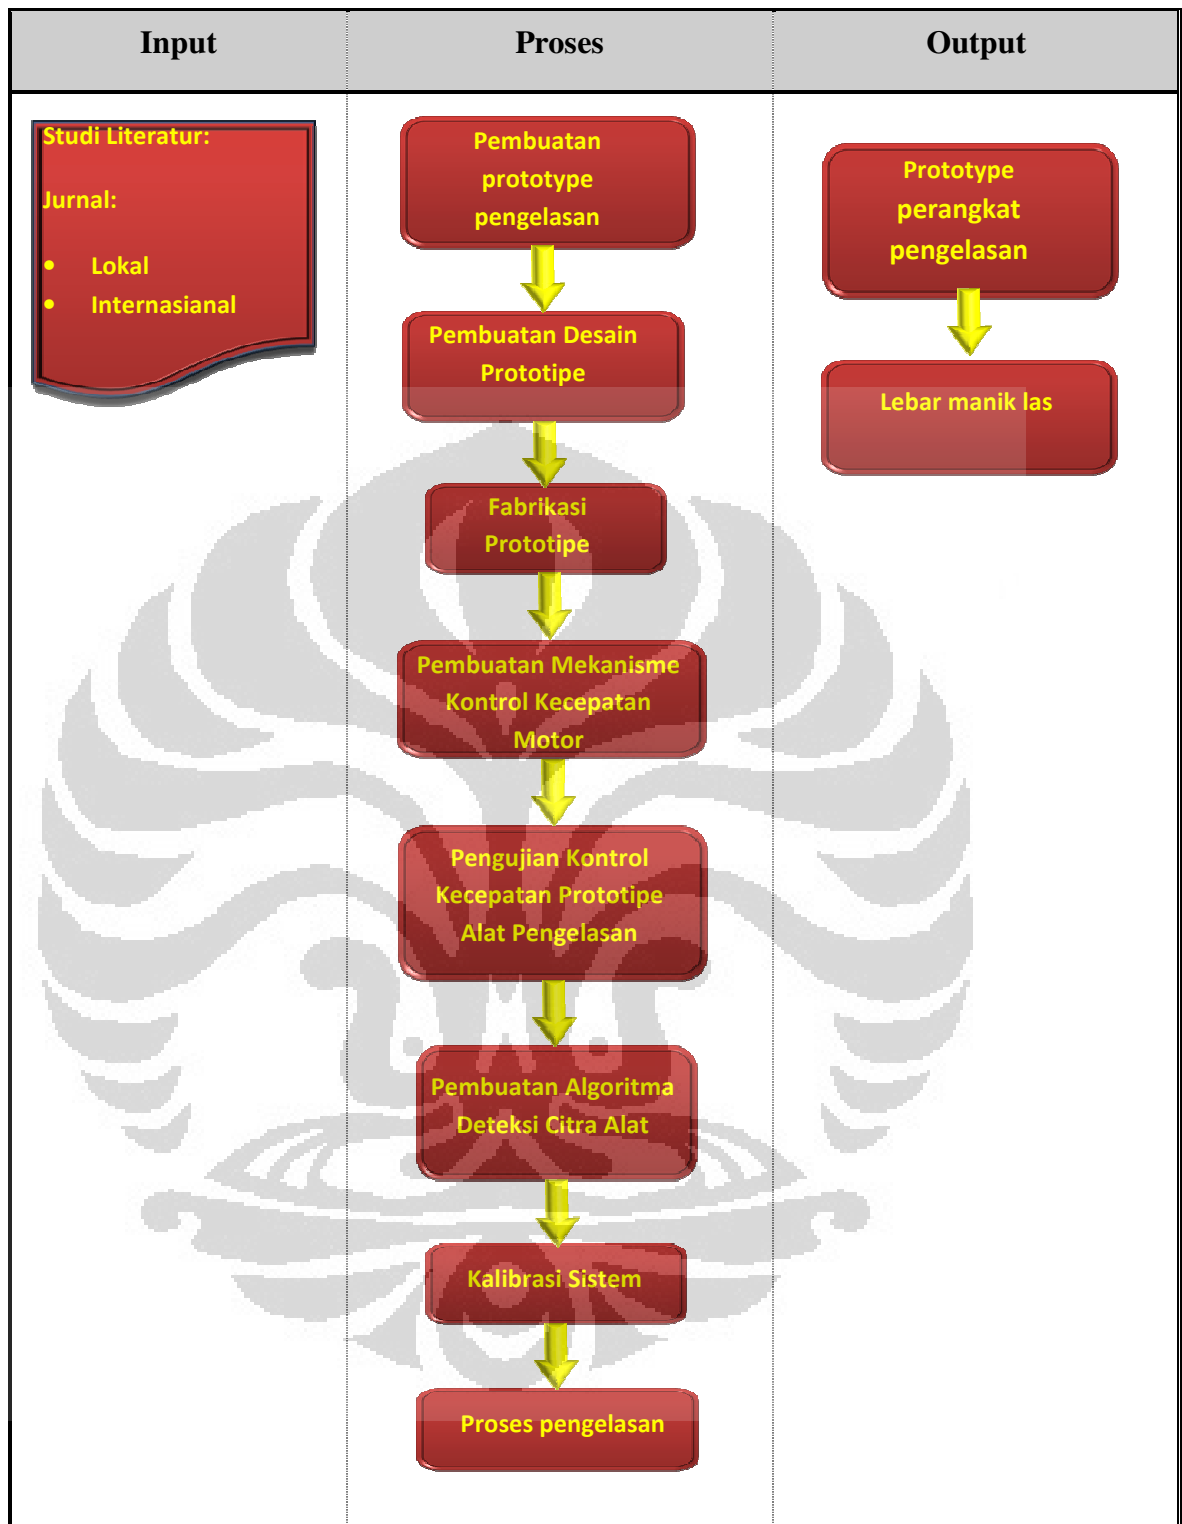 Input
Proses
Output
Studi Literatur:
Jurnal:
• Lokal
• Internasianal
Pembuatan
prototype
pengelasan
Pembuatan Desain
Prototipe
Fabrikasi
Prototipe
Pembuatan Mekanisme
Kontrol Kecepatan
Motor
Pengujian Kontrol
Kecepatan Prototipe
Alat Pengelasan
Pembuatan Algoritma
Deteksi Citra Alat
Kalibrasi Sistem
Proses pengelasan
Prototype
perangkat
pengelasan
Lebar manik las